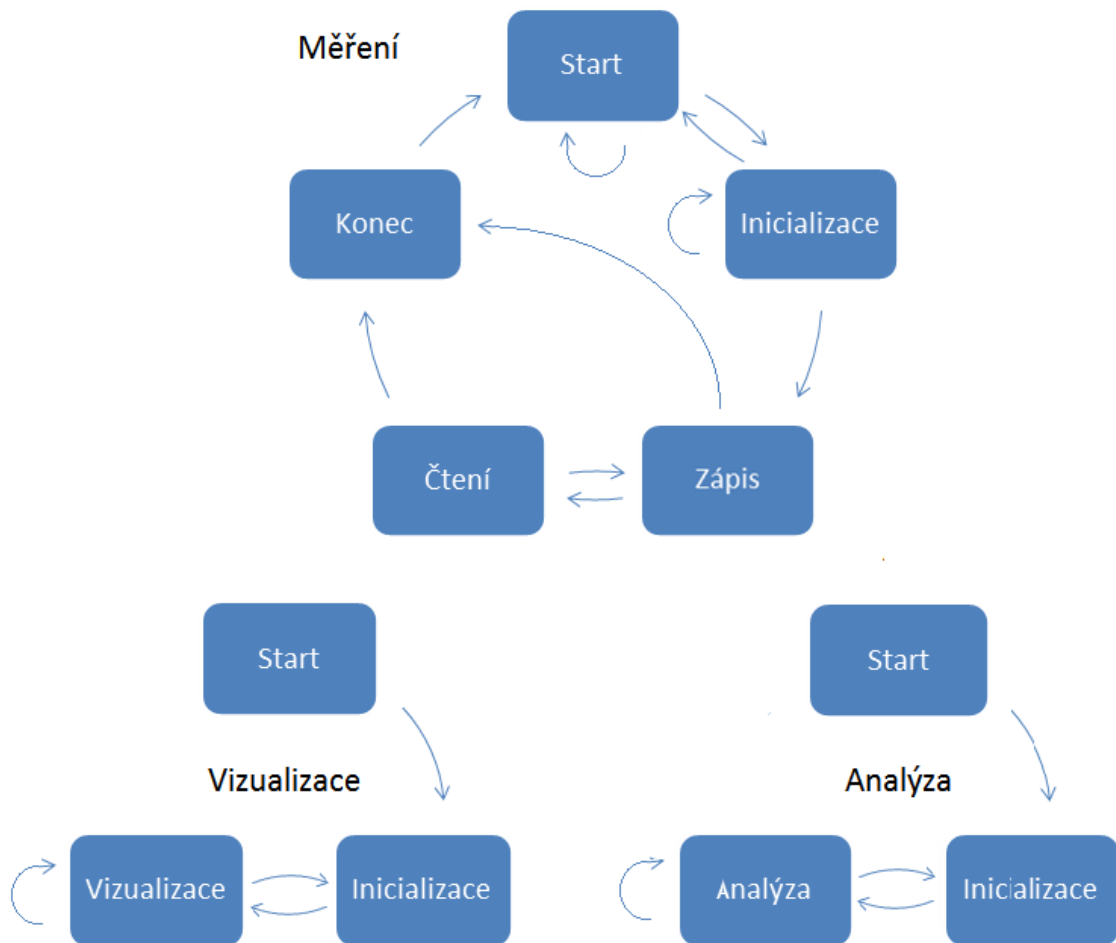 Měření
Start
Konec
Inicializace
Čtení
Zápis
Start
Start
Vizualizace
Analýza
Vizualizace
Inicializace
Analýza
Inicializace